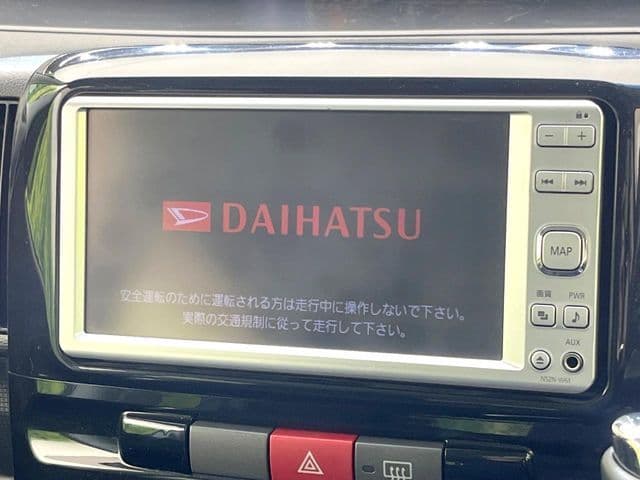 − +
MAP
DAIHATSU
画質 PWR
安全運転のために運転される方は走行中に操作しないで下さい。
実際の交通規制に従って走行して下さい。
AUX
NSZN-W61